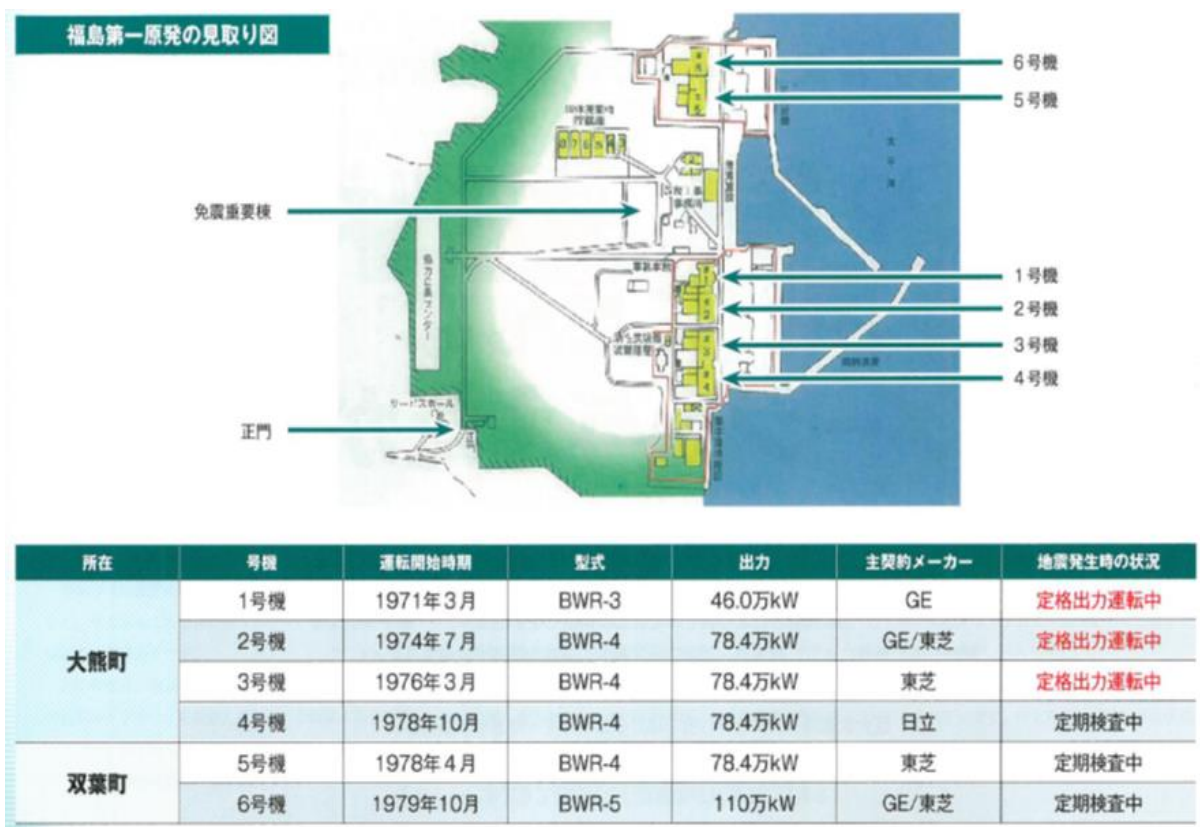 福島第一原発の見取り図
6号機
5号機
免震重要棟
1号機
2号機
3号機
4号機
サービスホール
正門
所在 号機 運転開始時期 型式 出力 主契約メーカー 地震発生時の状況
大熊町
1号機 1971年3月 BWR-3 46.0万kW GE 定格出力運転中
2号機 1974年7月 BWR-4 78.4万kW GE/東芝 定格出力運転中
3号機 1976年3月 BWR-4 78.4万kW 東芝 定格出力運転中
4号機 1978年10月 BWR-4 78.4万kW 日立 定期検査中
双葉町
5号機 1978年4月 BWR-4 78.4万kW 東芝 定期検査中
6号機 1979年10月 BWR-5 110万kW GE/東芝 定期検査中